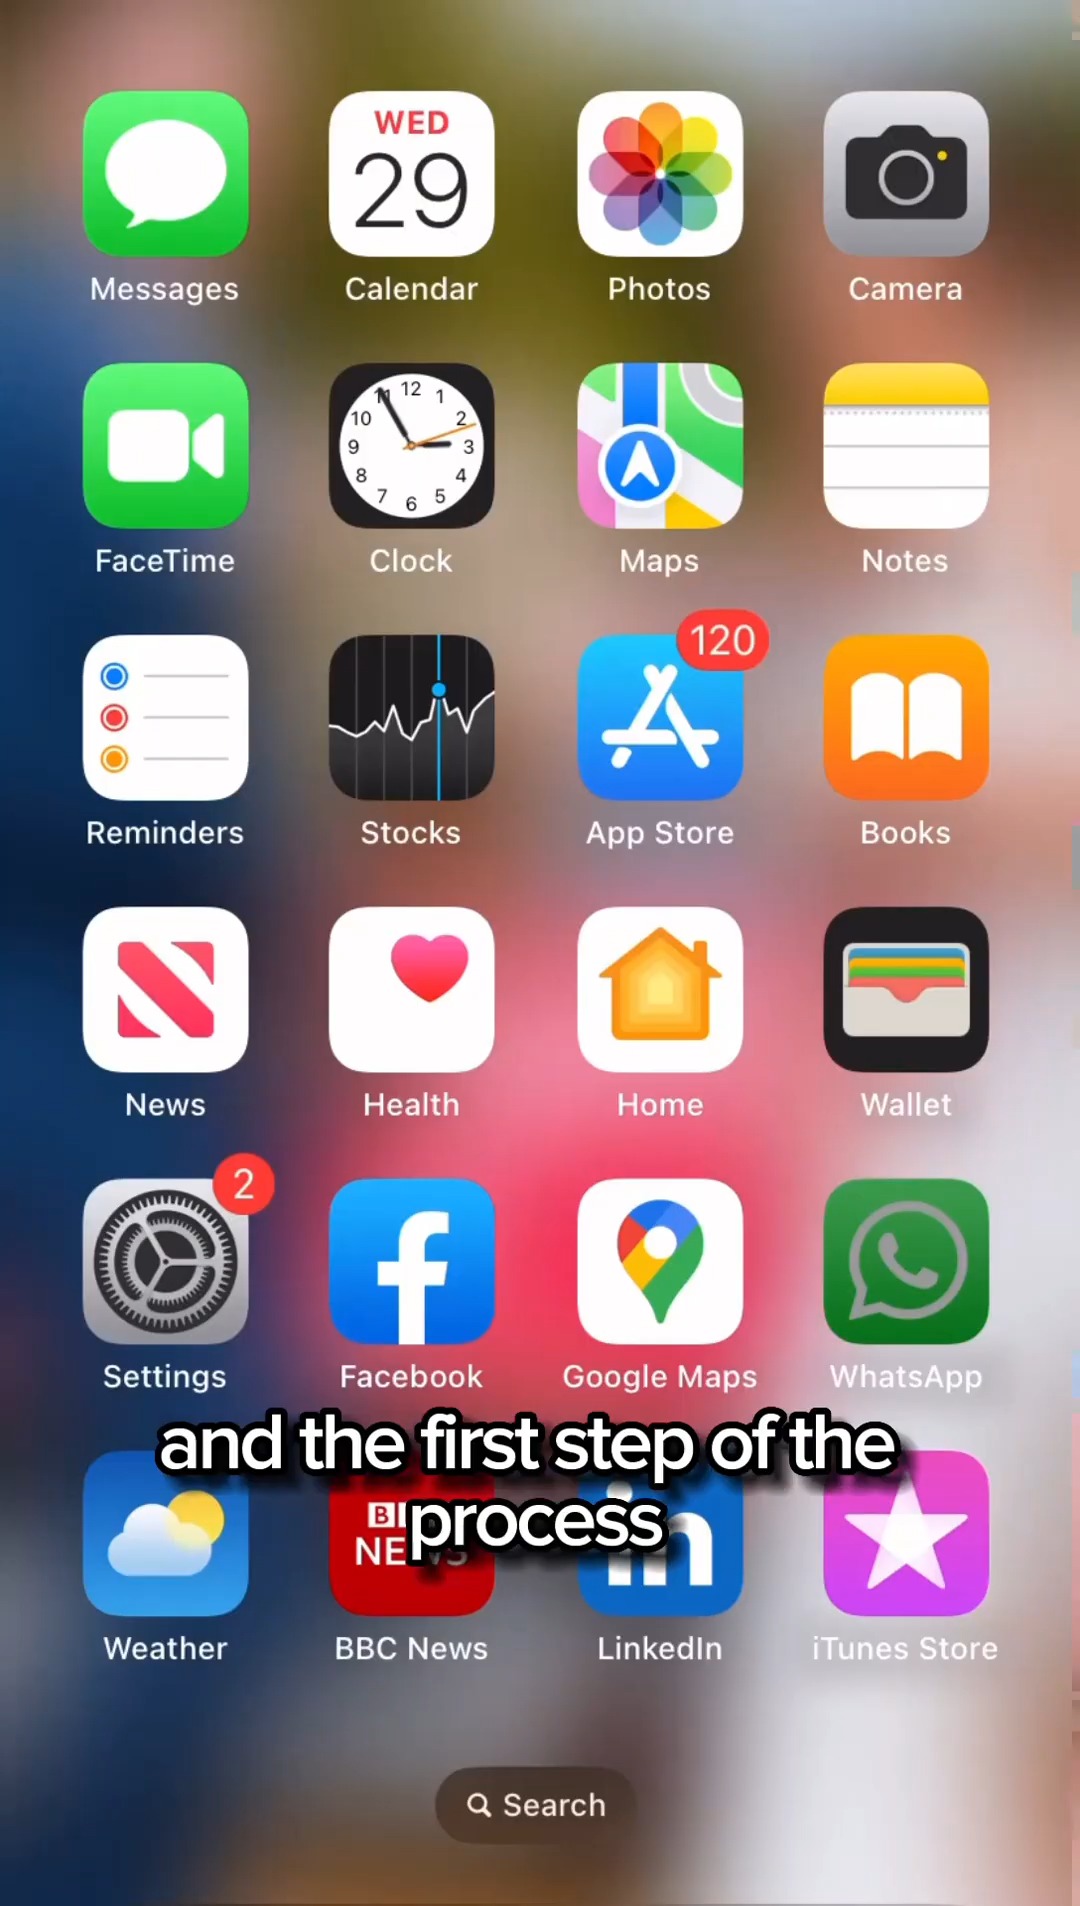 WED
29
Messages
Calendar
Photos
Camera
12
1
2
3
4
5
6
7
8
9
10
11
FaceTime
Clock
Maps
Notes
120
Reminders
Stocks
App Store
Books
News
Health
Home
Wallet
2
Settings
Facebook
Google Maps
WhatsApp
and the first step of the
process
NEWS
in
Weather
BBC News
LinkedIn
iTunes Store
Search